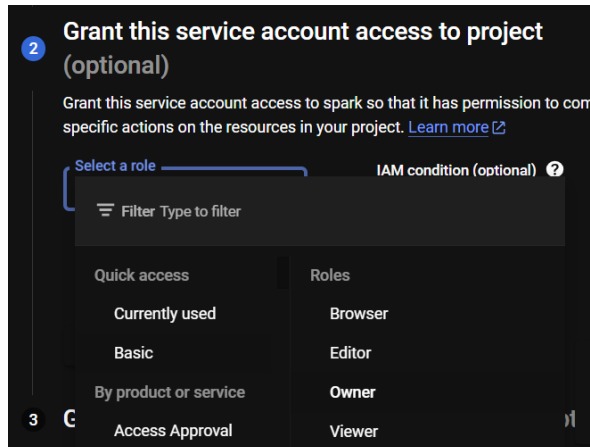 2
Grant this service account access to project
(optional)
Grant this service account access to spark so that it has permission to
specific actions on the resources in your project. Learn more
Select a role
IAM condition (optional) ?
Filter Type to filter
Quick access
Currently used
Basic
By product or service
Access Approval
Roles
Browser
Editor
Owner
Viewer
3
G